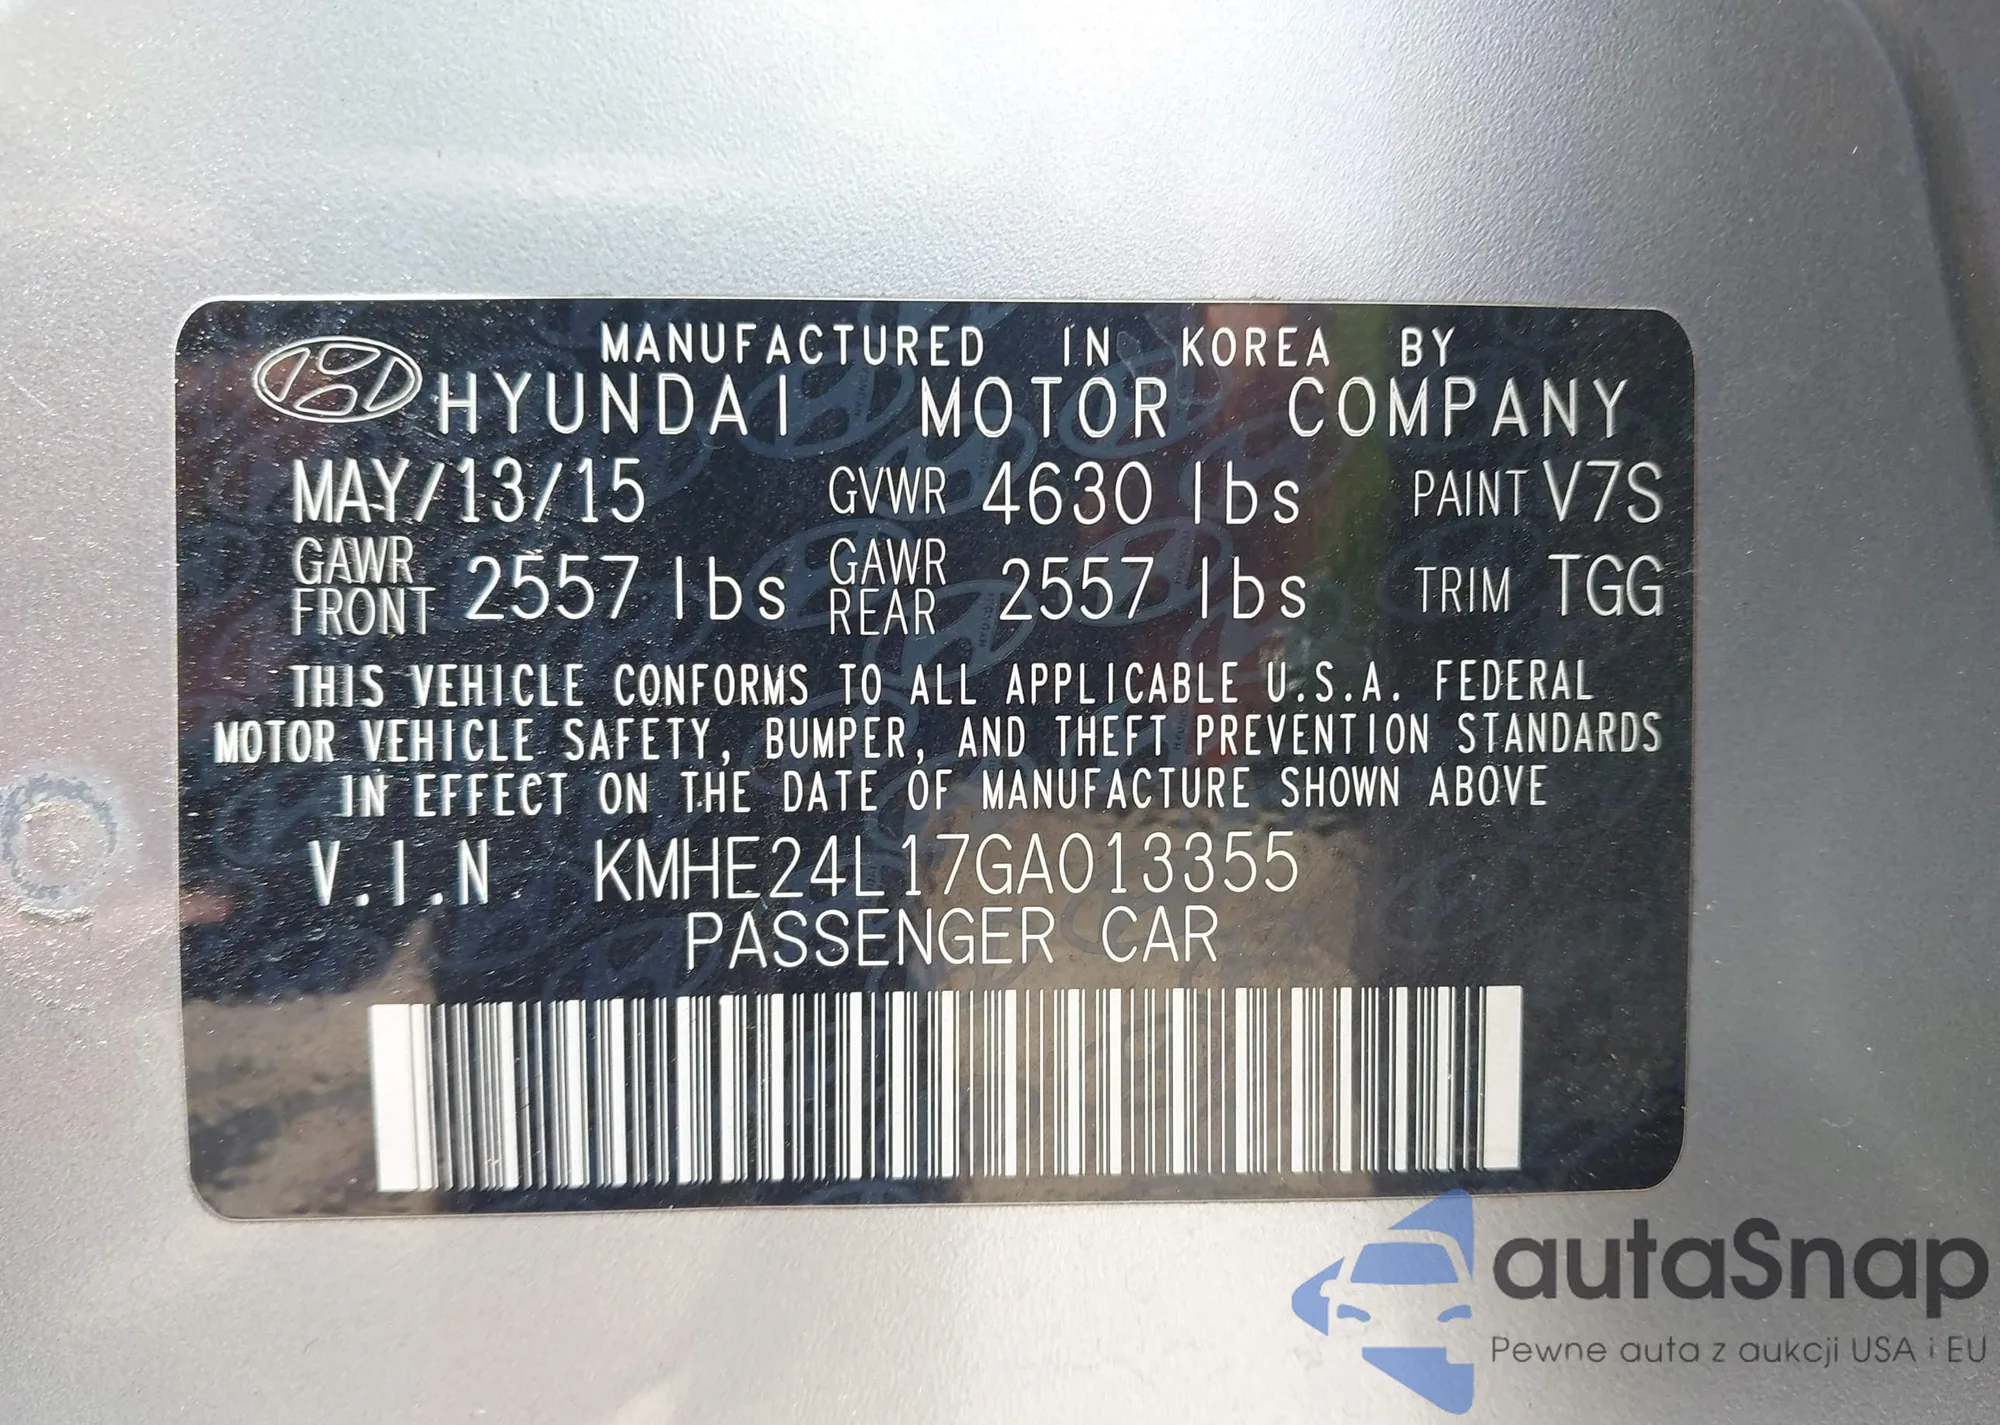 MANUFACTURED IN KOREA BY
HYUNDAI MOTOR COMPANY
MAY/13/15 GVWR 4630 lbs PAINT V7S
GAWR FRONT 2557 lbs GAWR REAR 2557 lbs TRIM TGG
THIS VEHICLE CONFORMS TO ALL APPLICABLE U.S.A. FEDERAL
MOTOR VEHICLE SAFETY, BUMPER, AND THEFT PREVENTION STANDARDS
IN EFFECT ON THE DATE OF MANUFACTURE SHOWN ABOVE
V.I.N. KMHE24L17GA013355
PASSENGER CAR
autaSnap
Pewne auta z aukcji USA i EU